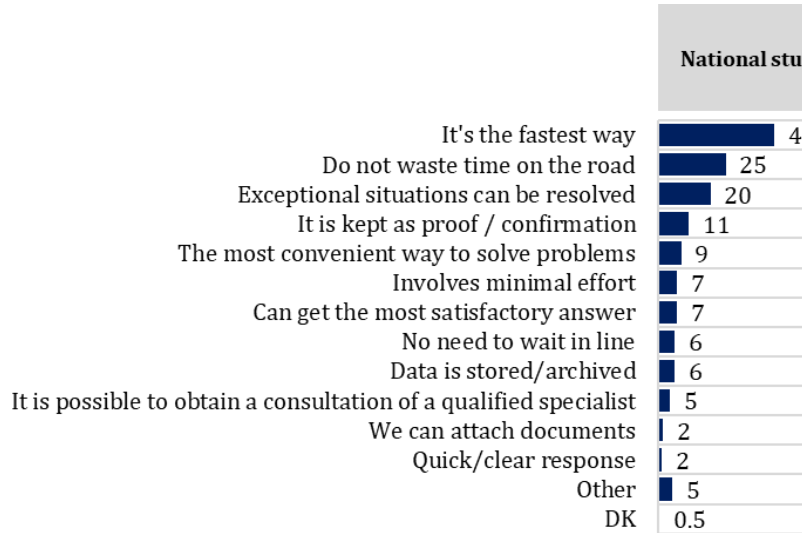 National stu
It's the fastest way 4
Do not waste time on the road 25
Exceptional situations can be resolved 20
It is kept as proof / confirmation 11
The most convenient way to solve problems 9
Involves minimal effort 7
Can get the most satisfactory answer 7
No need to wait in line 6
Data is stored/archived 6
It is possible to obtain a consultation of a qualified specialist 5
We can attach documents 2
Quick/clear response 2
Other 5
DK 0.5